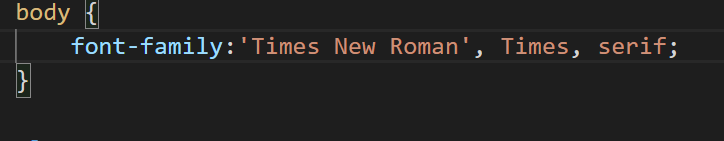 body {
    font-family:'Times New Roman', Times, serif;
}